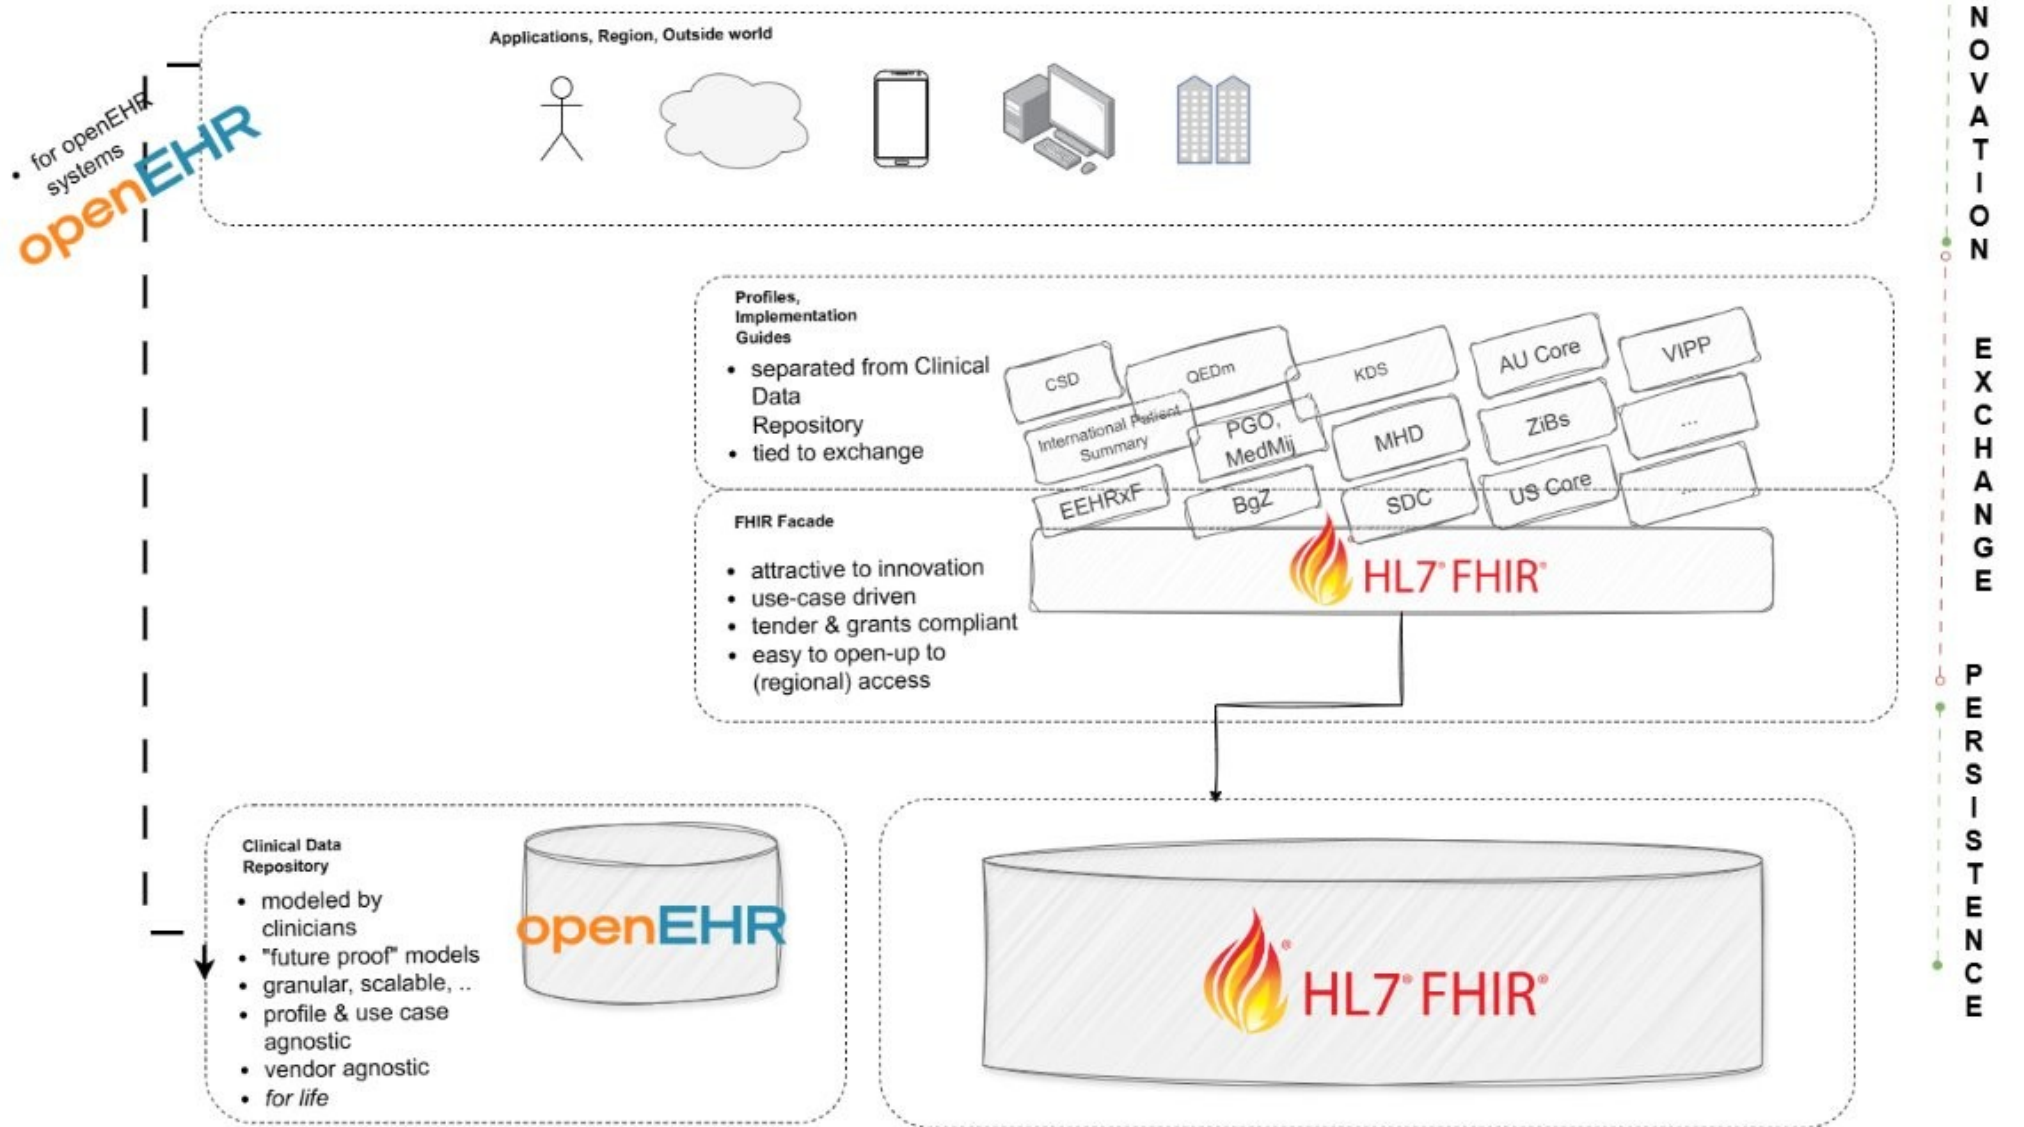 Applications, Region, Outside world
• for openEHR
systems
openEHR
Profiles,
Implementation
Guides
• separated from Clinical
Data
Repository
• tied to exchange
CSD
QEDm
KDS
AU Core
VIPP
International Patient
Summary
PGO,
MedMij
MHD
ZiBs
...
EEHRxF
BgZ
SDC
US Core
...
FHIR Facade
• attractive to innovation
• use-case driven
• tender & grants compliant
• easy to open-up to
(regional) access
HL7® FHIR®
Clinical Data
Repository
• modeled by
clinicians
• "future proof" models
• granular, scalable, ..
• profile & use case
agnostic
• vendor agnostic
• for life
openEHR
HL7® FHIR®
NOVATION
EXCHANGE
PERSISTENCE